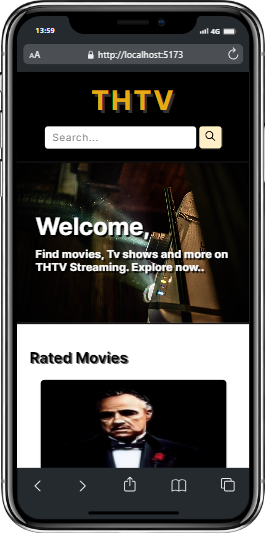 13:59
4G
AA
http://localhost:5173
THTV
Search...
Welcome,
Find movies, Tv shows and more on
THTV Streaming. Explore now..
Rated Movies